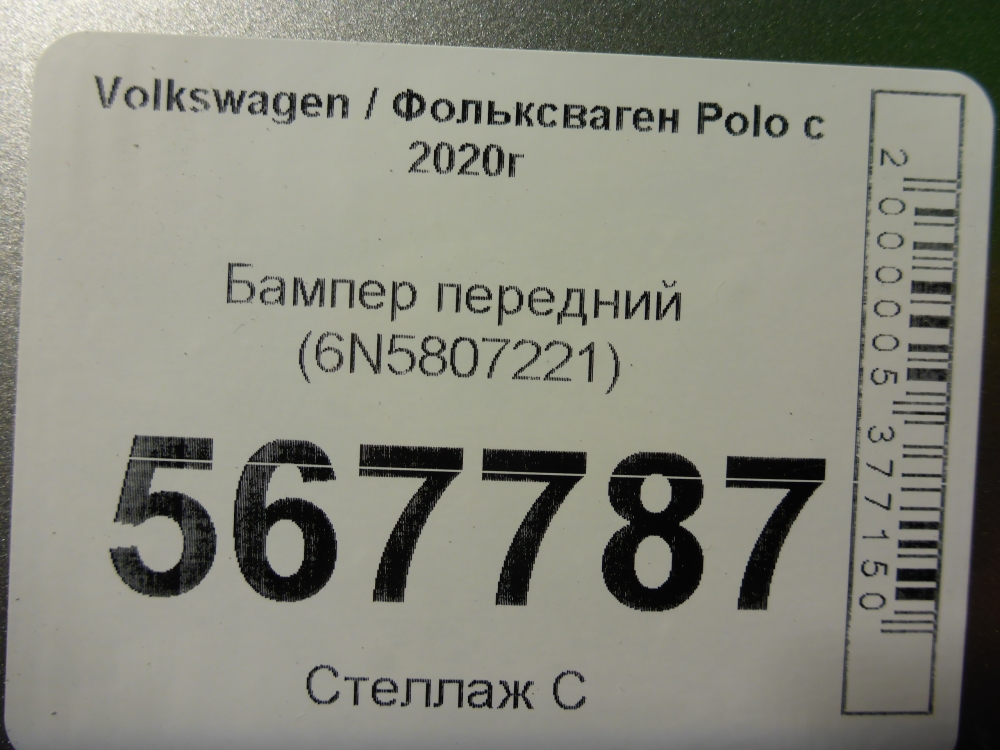 Volkswagen / Фольксваген Polo с
2020г
Бампер передний
(6N5807221)
567787
Стеллаж С
2000005377150